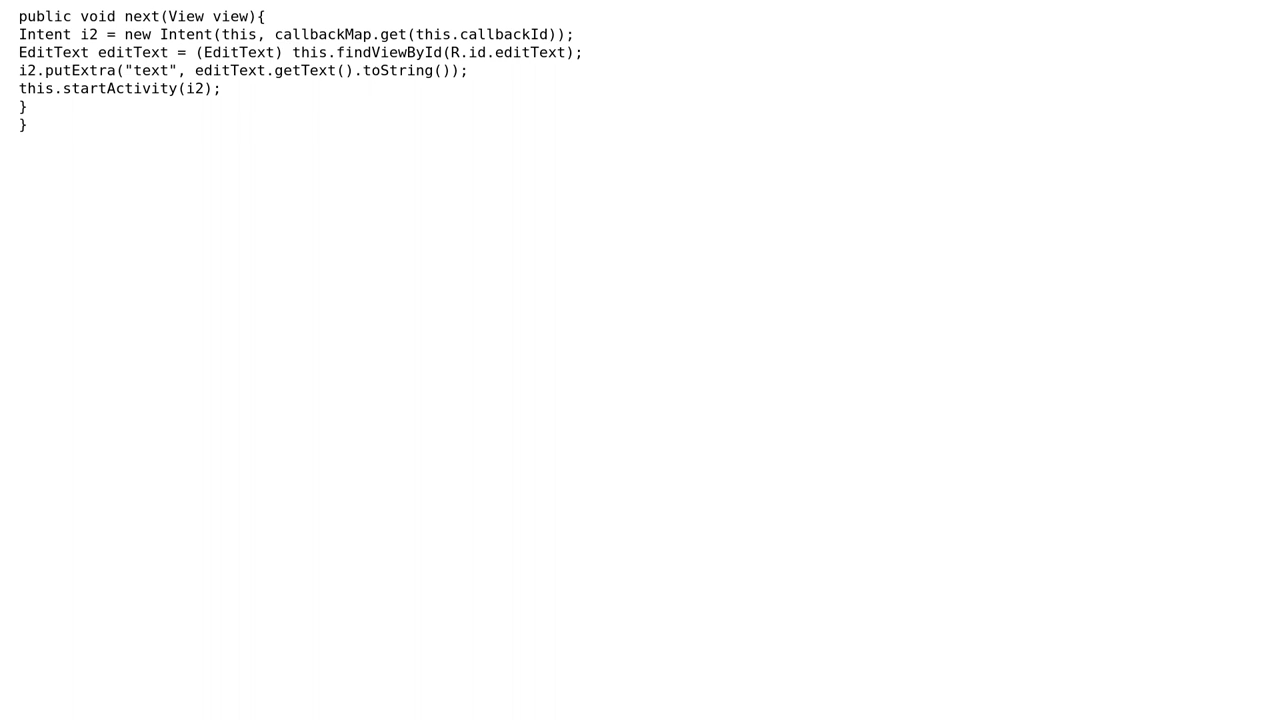 public void next(View view){
Intent i2 = new Intent(this, callbackMap.get(this.callbackId));
EditText editText = (EditText) this.findViewById(R.id.editText);
i2.putExtra("text", editText.getText().toString());
this.startActivity(i2);
}
}